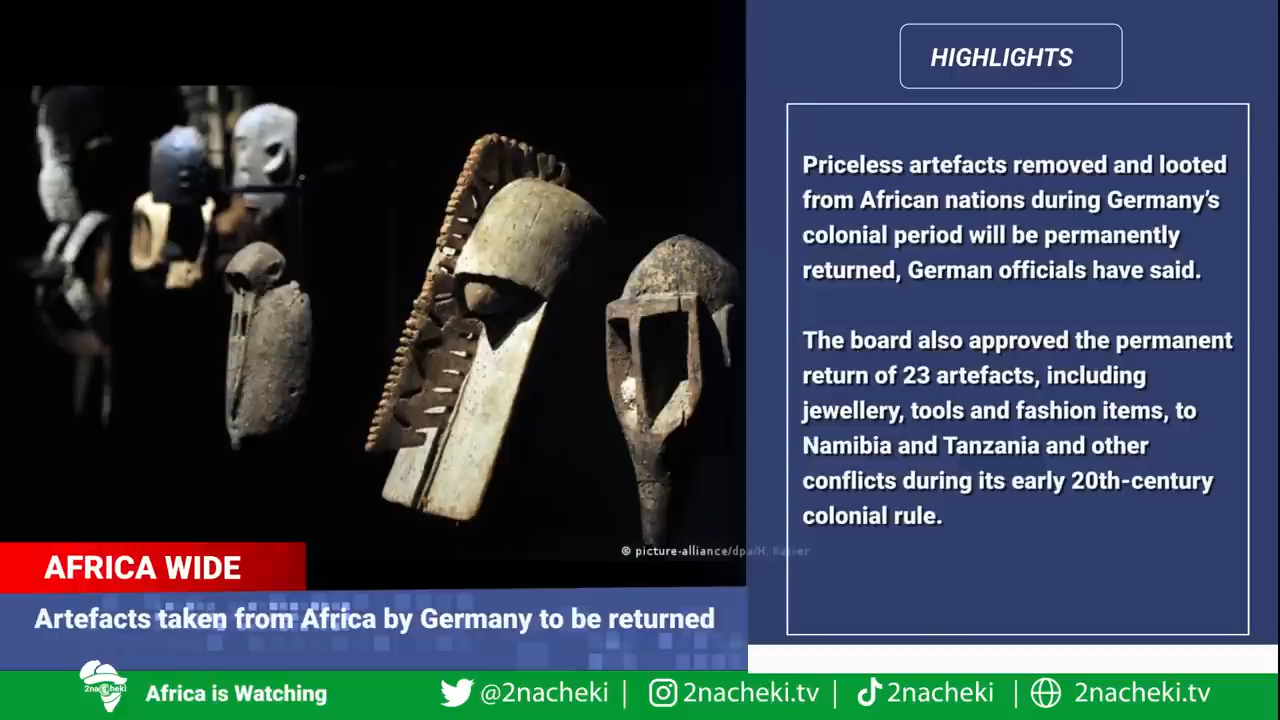 HIGHLIGHTS
Priceless artefacts removed and looted
from African nations during Germany's
colonial period will be permanently
returned, German officials have said.
The board also approved the permanent
return of 23 artefacts, including
jewellery, tools and fashion items, to
Namibia and Tanzania and other
conflicts during its early 20th-century
colonial rule.
© picture-alliance/dpa/H. Kaiser
AFRICA WIDE
Artefacts taken from Africa by Germany to be returned
2nacheki
Africa is Watching
@2nacheki | 2nacheki.tv | 2nacheki | 2nacheki.tv